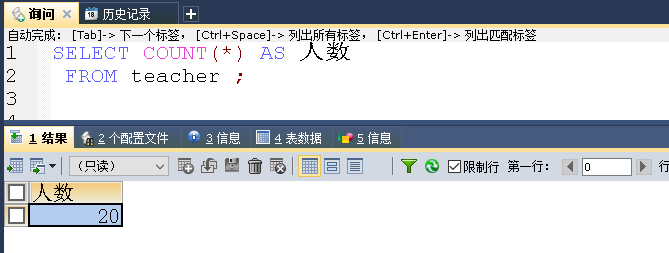 询问 历史记录
自动完成: [Tab]-> 下一个标签, [Ctrl+Space]-> 列出所有标签, [Ctrl+Enter]-> 列出匹配标签
1 SELECT COUNT(*) AS 人数
2 FROM teacher ;
3
1 结果 2 个配置文件 3 信息 4 表数据 5 信息
(只读) 限制行 第一行: 0 行
人数
20